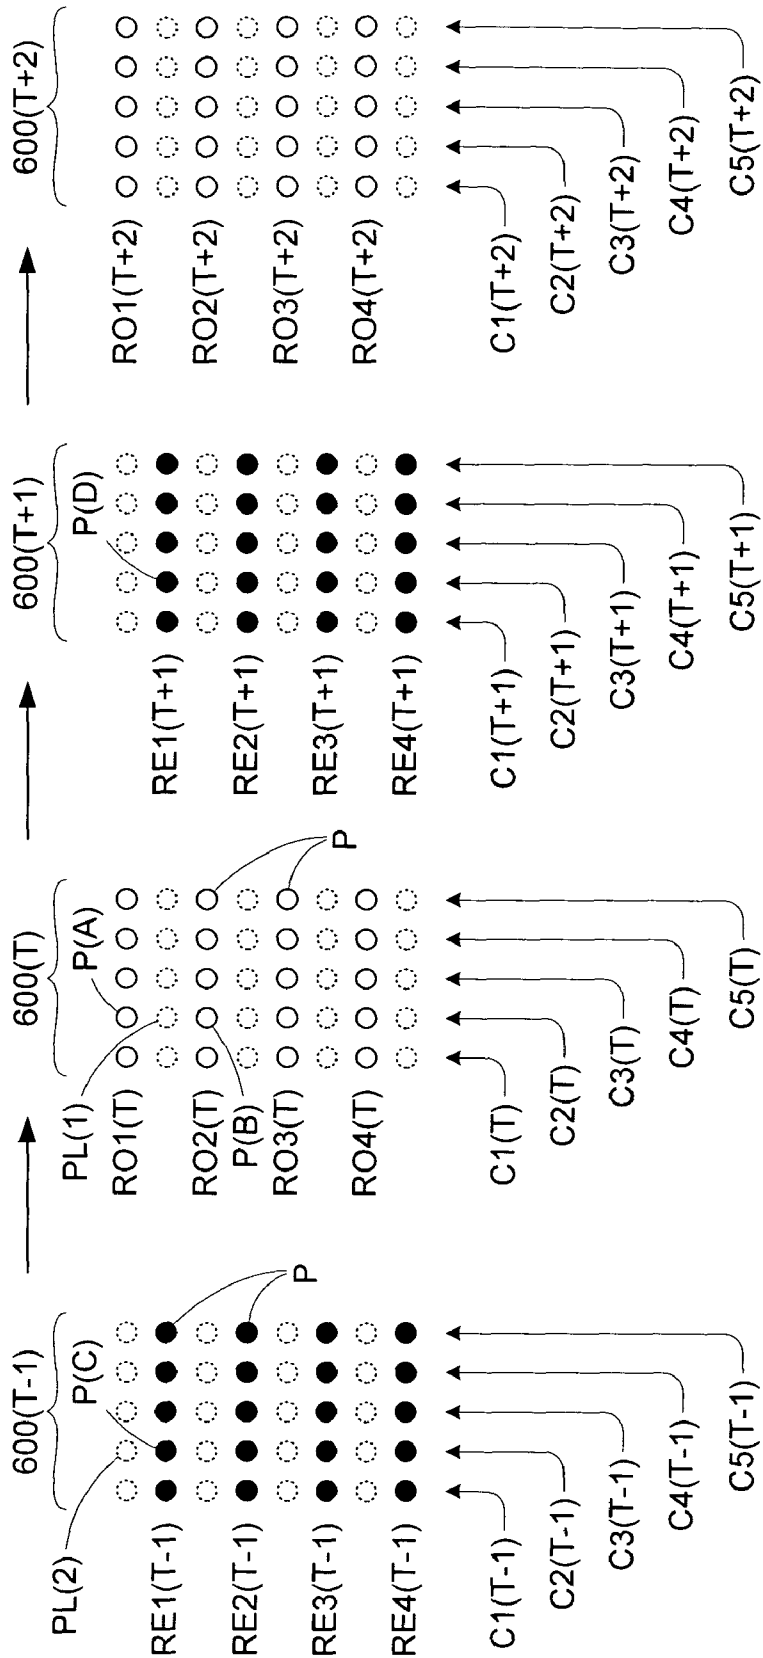 600(T-1)
P(C)
PL(2)
P
RE1(T-1)
RE2(T-1)
RE3(T-1)
RE4(T-1)
C1(T-1)
C2(T-1)
C3(T-1)
C4(T-1)
C5(T-1)
600(T)
P(A)
PL(1)
RO1(T)
RO2(T)
P(B)
RO3(T)
P
RO4(T)
C1(T)
C2(T)
C3(T)
C4(T)
C5(T)
600(T+1)
P(D)
RE1(T+1)
RE2(T+1)
RE3(T+1)
RE4(T+1)
C1(T+1)
C2(T+1)
C3(T+1)
C4(T+1)
C5(T+1)
600(T+2)
RO1(T+2)
RO2(T+2)
RO3(T+2)
RO4(T+2)
C1(T+2)
C2(T+2)
C3(T+2)
C4(T+2)
C5(T+2)